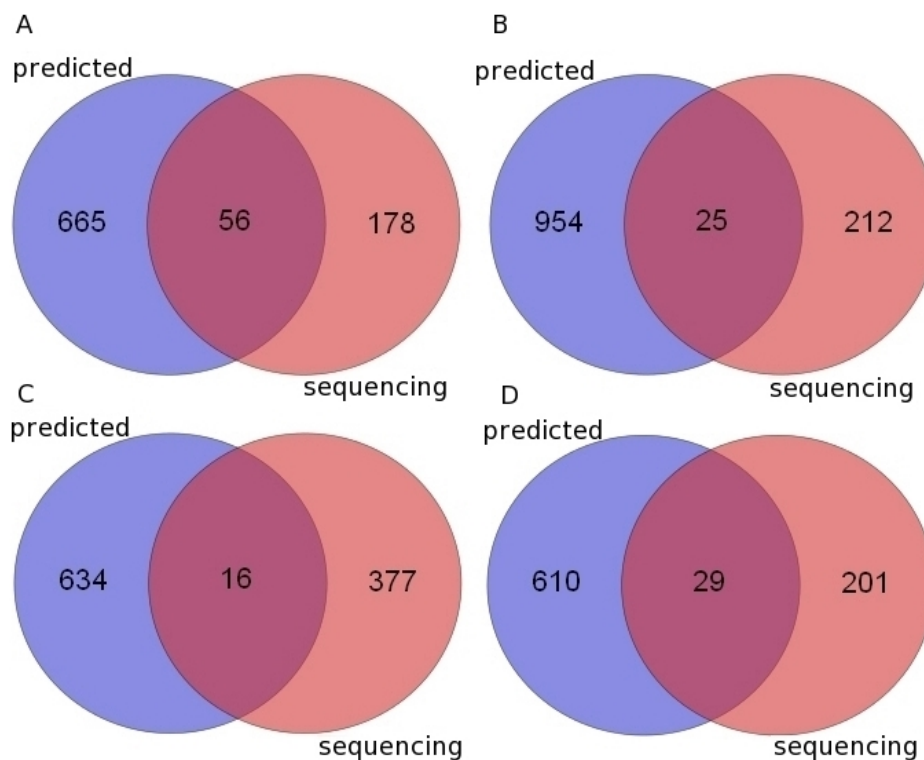 A
predicted
665
56
178
sequencing
B
predicted
954
25
212
sequencing
C
predicted
634
16
377
sequencing
D
predicted
610
29
201
sequencing